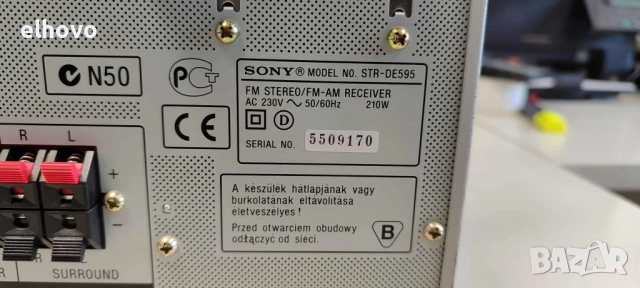 elhovo
N50
SONY® MODEL NO. STR-DE595
FM STEREO/FM-AM RECEIVER
AC 230V ~ 50/60Hz 210W
D
SERIAL NO. 5509170
CE
R L
+
−
A készülék hátlapjának vagy
burkolatának eltávolítása
életveszélyes!
Przed otwarciem obudowy
odłączyc od sieci.
B
SURROUND
bazar